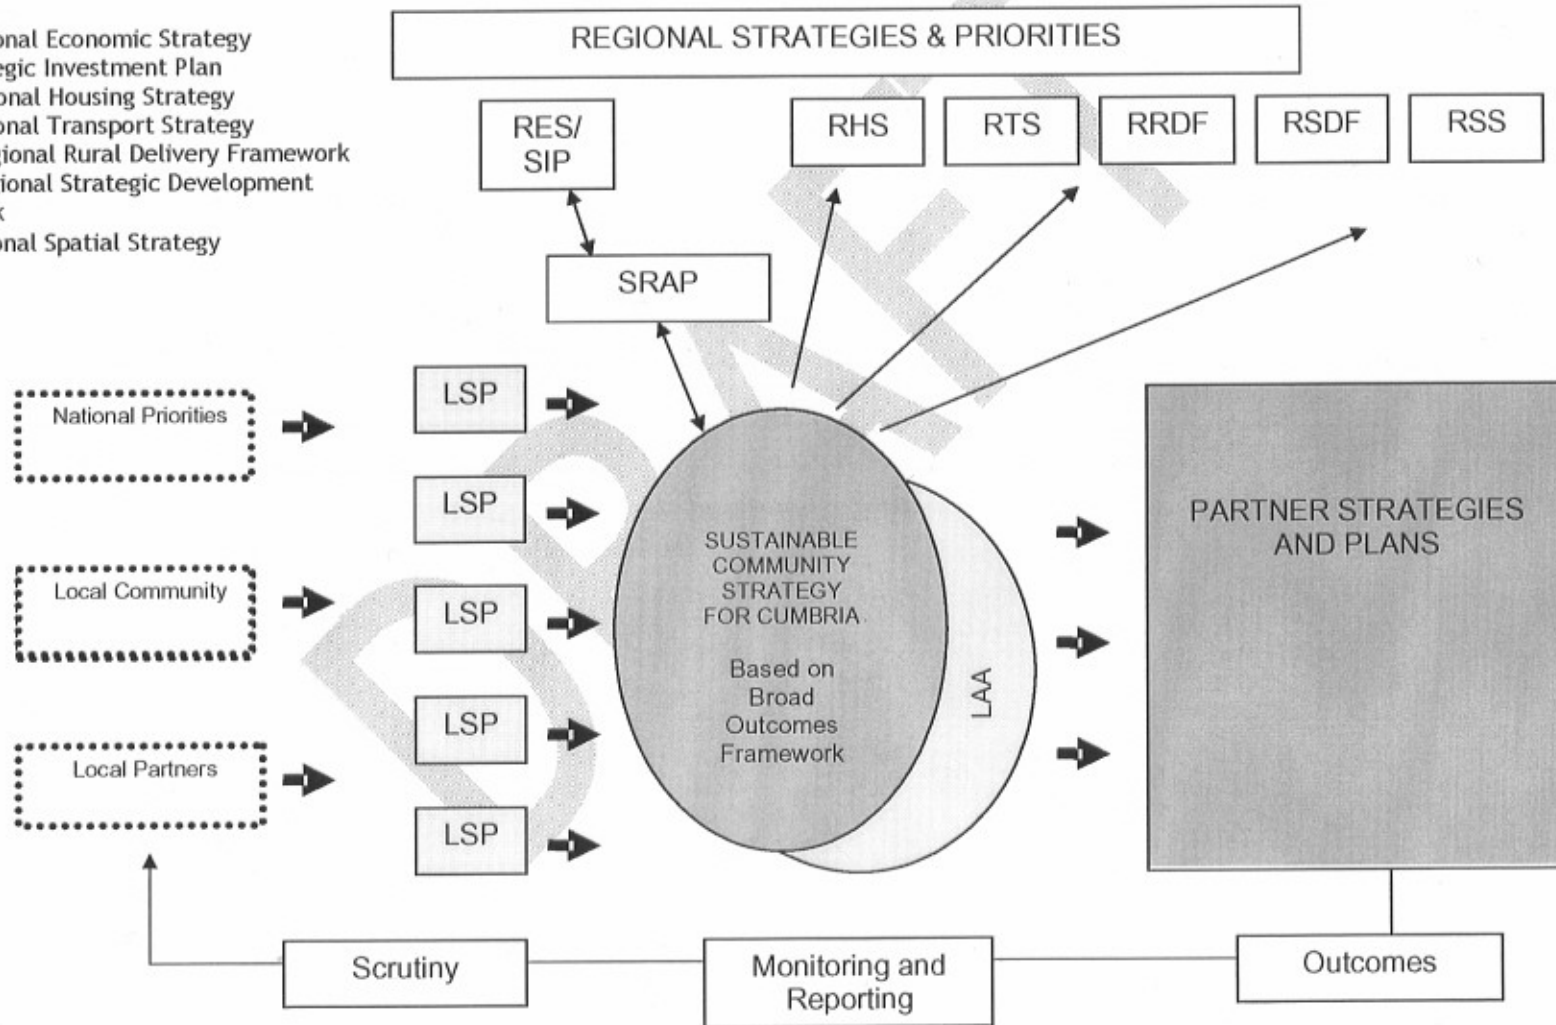 onal Economic Strategy
egic Investment Plan
onal Housing Strategy
onal Transport Strategy
gional Rural Delivery Framework
ional Strategic Development
k
onal Spatial Strategy
REGIONAL STRATEGIES & PRIORITIES
RES/
SIP
RHS
RTS
RRDF
RSDF
RSS
SRAP
National Priorities
Local Community
Local Partners
LSP
LSP
LSP
LSP
LSP
SUSTAINABLE
COMMUNITY
STRATEGY
FOR CUMBRIA
Based on
Broad
Outcomes
Framework
LAA
PARTNER STRATEGIES
AND PLANS
Scrutiny
Monitoring and
Reporting
Outcomes
DRAFT